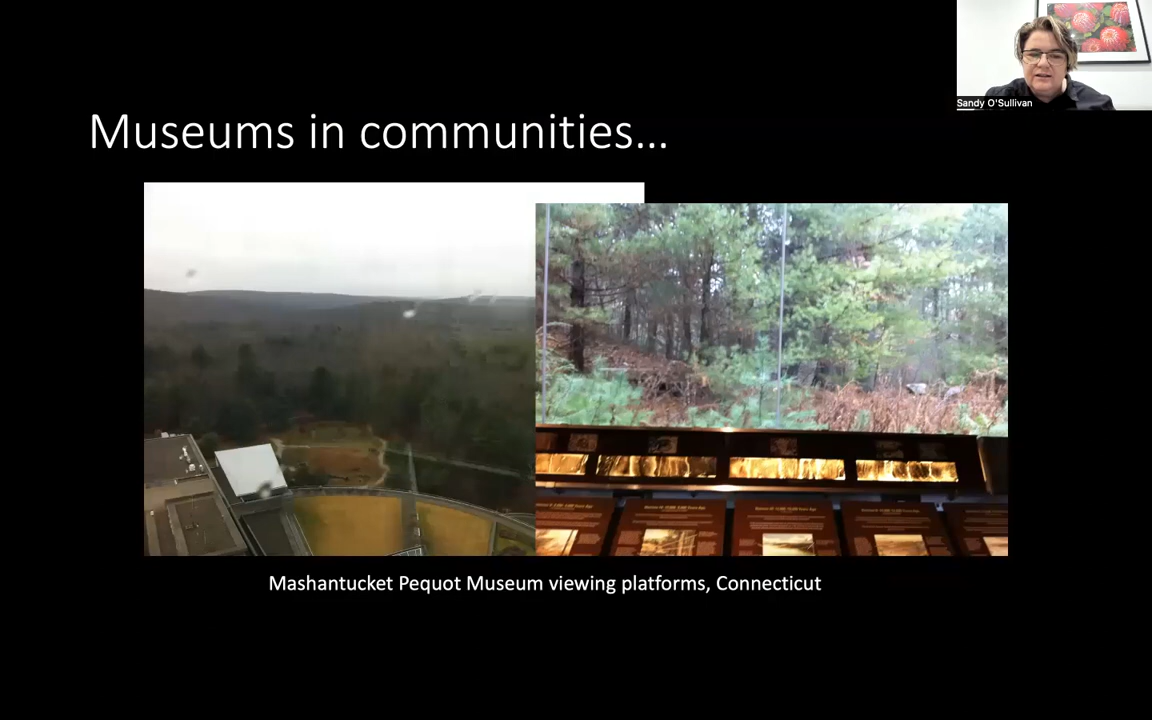 Sandy O'Sullivan
Museums in communities...
Mashantucket Pequot Museum viewing platforms, Connecticut